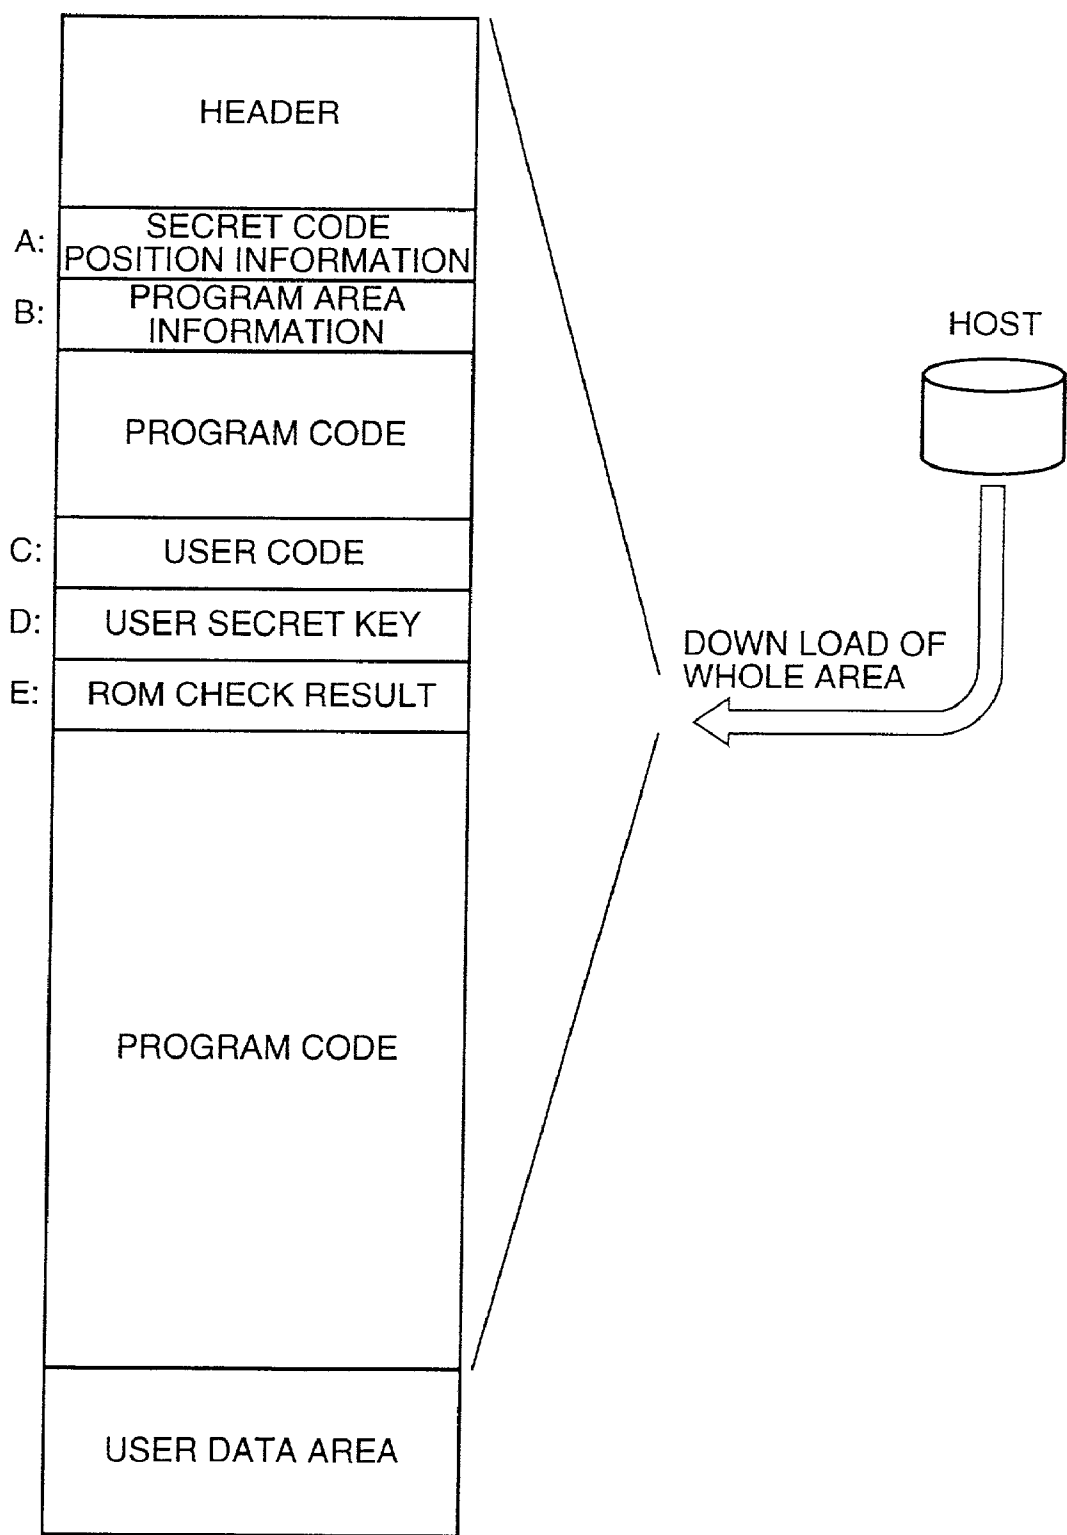 HEADER
A:
SECRET CODE
POSITION INFORMATION
B:
PROGRAM AREA
INFORMATION
PROGRAM CODE
C:
USER CODE
D:
USER SECRET KEY
E:
ROM CHECK RESULT
PROGRAM CODE
USER DATA AREA
HOST
DOWN LOAD OF
WHOLE AREA